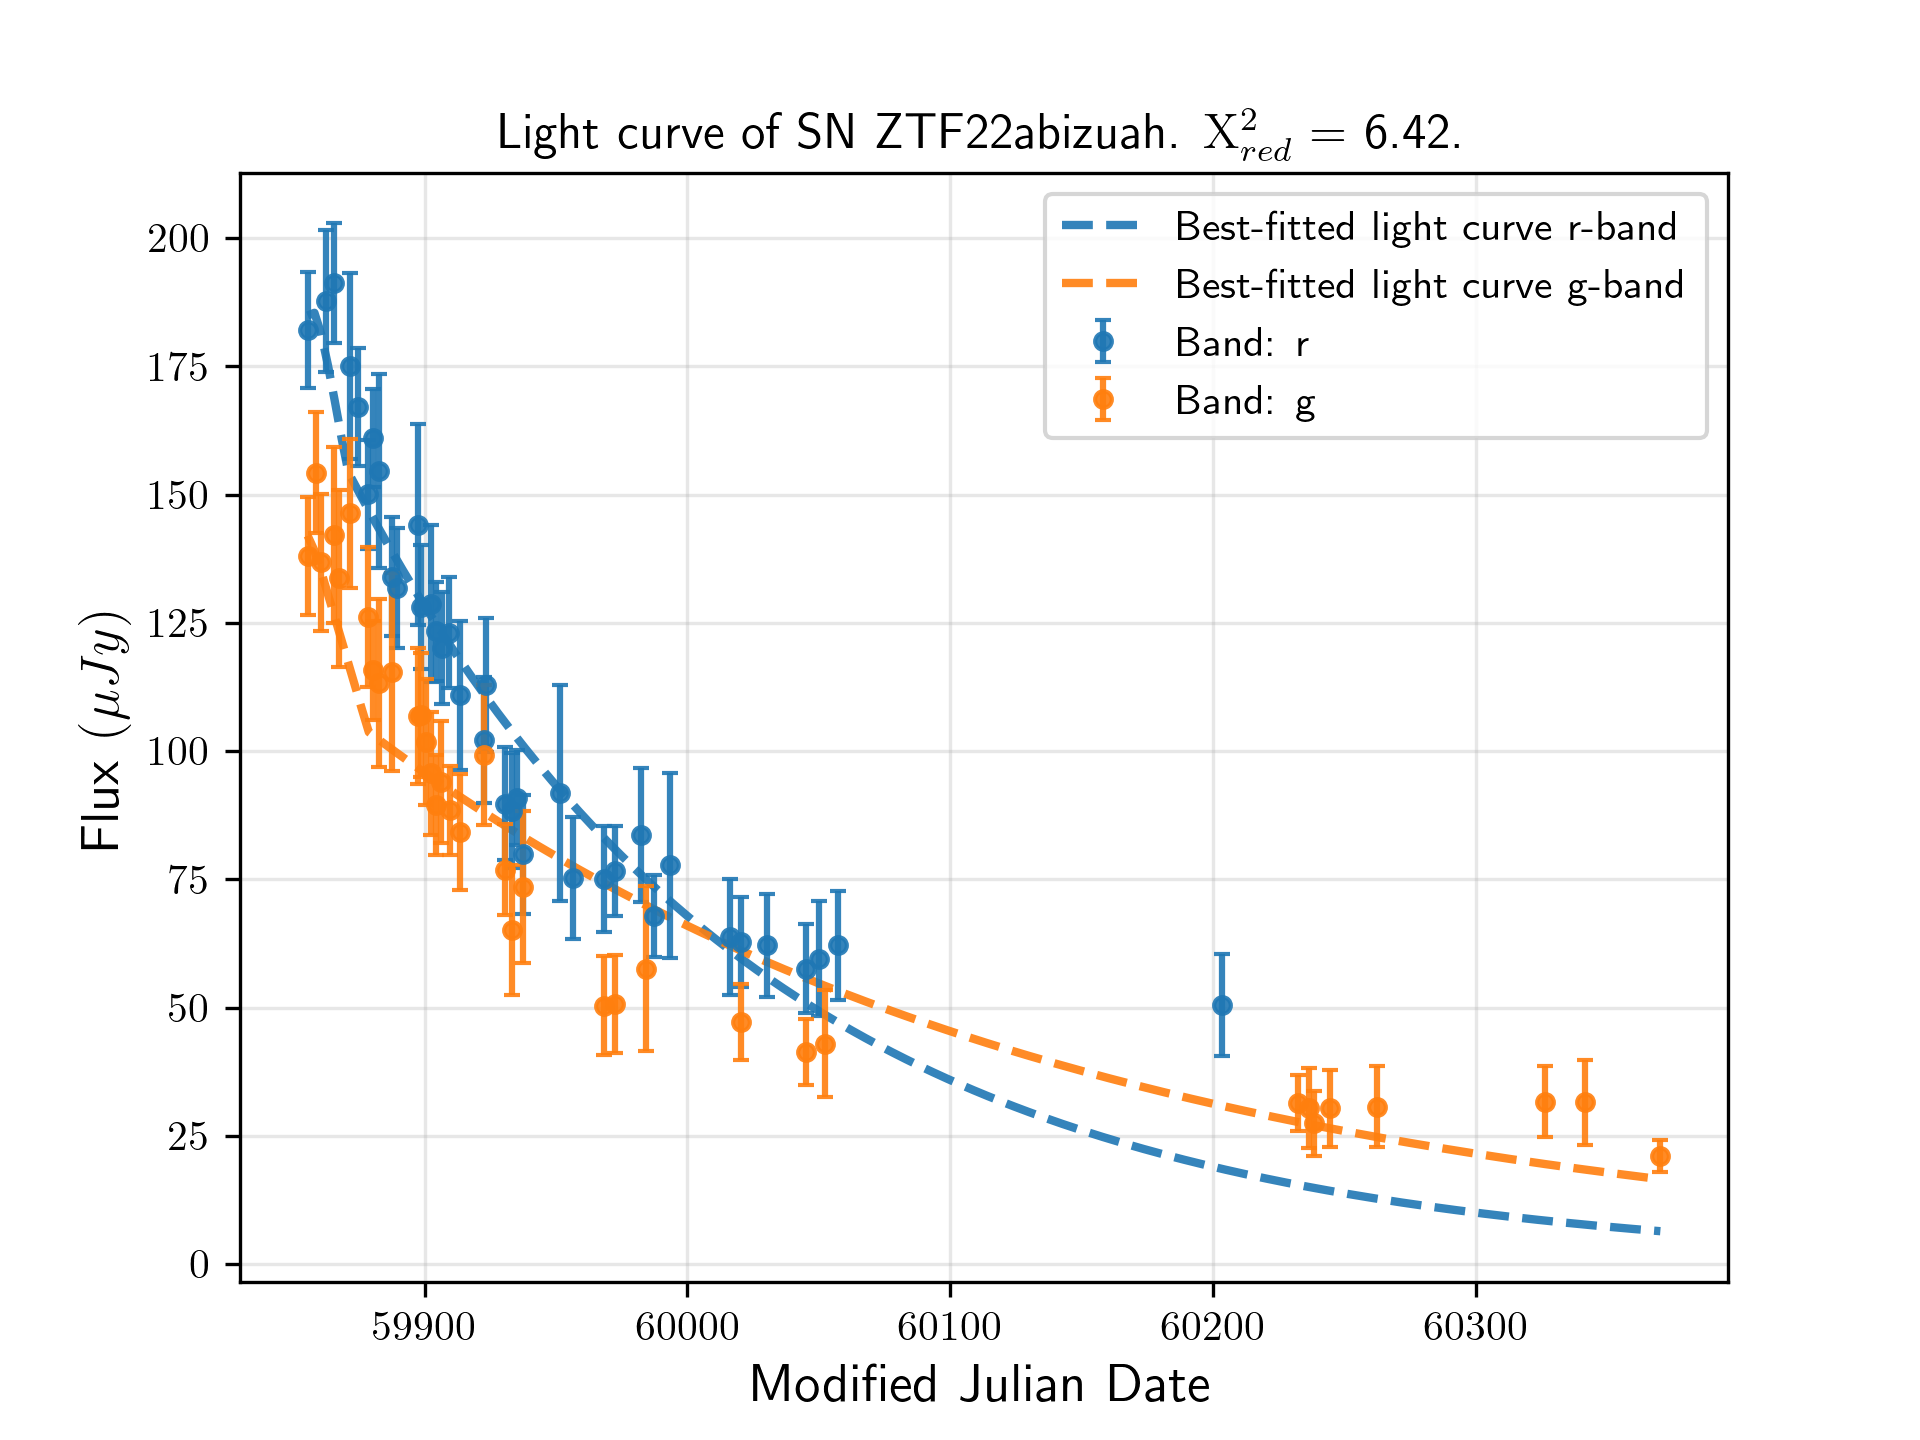 Light curve of SN ZTF22abizuah. X²_red = 6.42.
Best-fitted light curve r-band
Best-fitted light curve g-band
Band: r
Band: g
Flux (μJy)
200
175
150
125
100
75
50
25
0
59900 60000 60100 60200 60300
Modified Julian Date